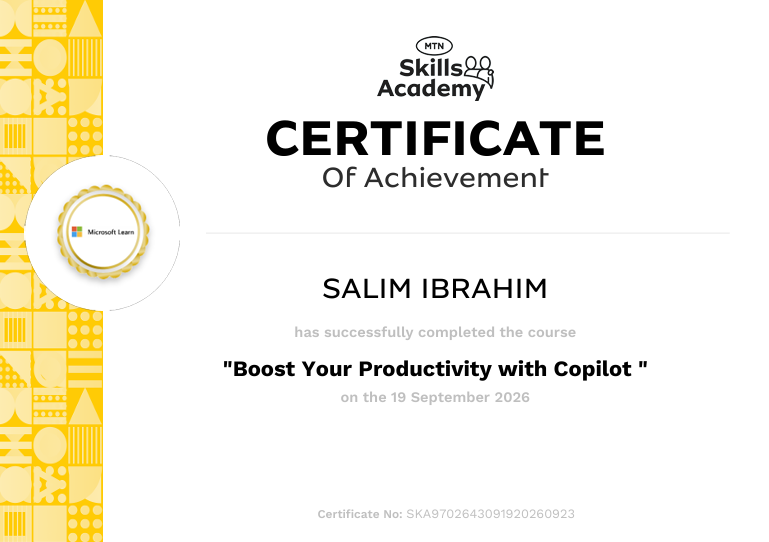 MTN
Skills
Academy
CERTIFICATE
Of Achievement
Microsoft Learn
SALIM IBRAHIM
has successfully completed the course
"Boost Your Productivity with Copilot "
on the 19 September 2026
Certificate No: SKA9702643091920260923